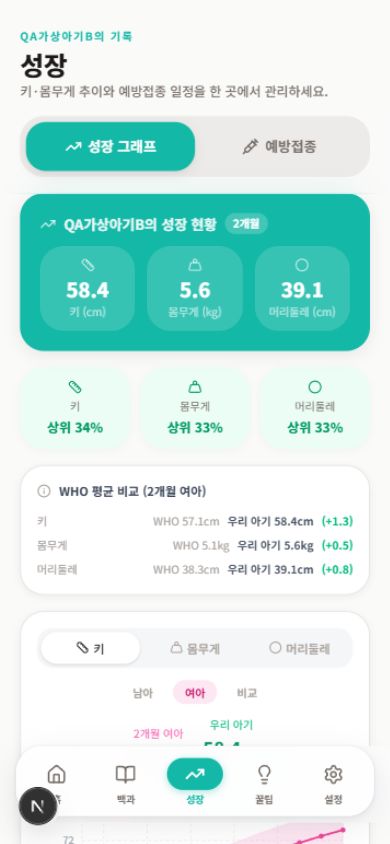 QA가상아기B의 기록
성장
키·몸무게 추이와 예방접종 일정을 한 곳에서 관리하세요.
성장 그래프
예방접종
QA가상아기B의 성장 현황 2개월
58.4
5.6
39.1
키 (cm)
몸무게 (kg)
머리둘레 (cm)
키
몸무게
머리둘레
상위 34%
상위 33%
상위 33%
WHO 평균 비교 (2개월 여아)
키 WHO 57.1cm 우리 아기 58.4cm (+1.3)
몸무게 WHO 5.1kg 우리 아기 5.6kg (+0.5)
머리둘레 WHO 38.3cm 우리 아기 39.1cm (+0.8)
키
몸무게
머리둘레
남아
여아
비교
2개월 여아
우리 아기
백과
성장
꿀팁
설정
N
72